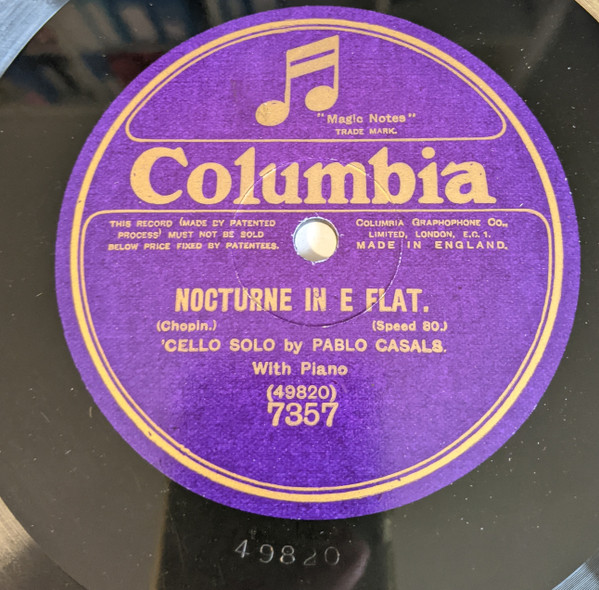 "Magic Notes"
TRADE MARK.
Columbia
THIS RECORD (MADE BY PATENTED
PROCESS) MUST NOT BE SOLD
BELOW PRICE FIXED BY PATENTEES.
COLUMBIA GRAPHOPHONE CO.,
LIMITED, LONDON, E.C. 1.
MADE IN ENGLAND.
NOCTURNE IN E FLAT.
(Chopin.) (Speed 80.)
'CELLO SOLO by PABLO CASALS.
With Piano
(49820)
7357
49820